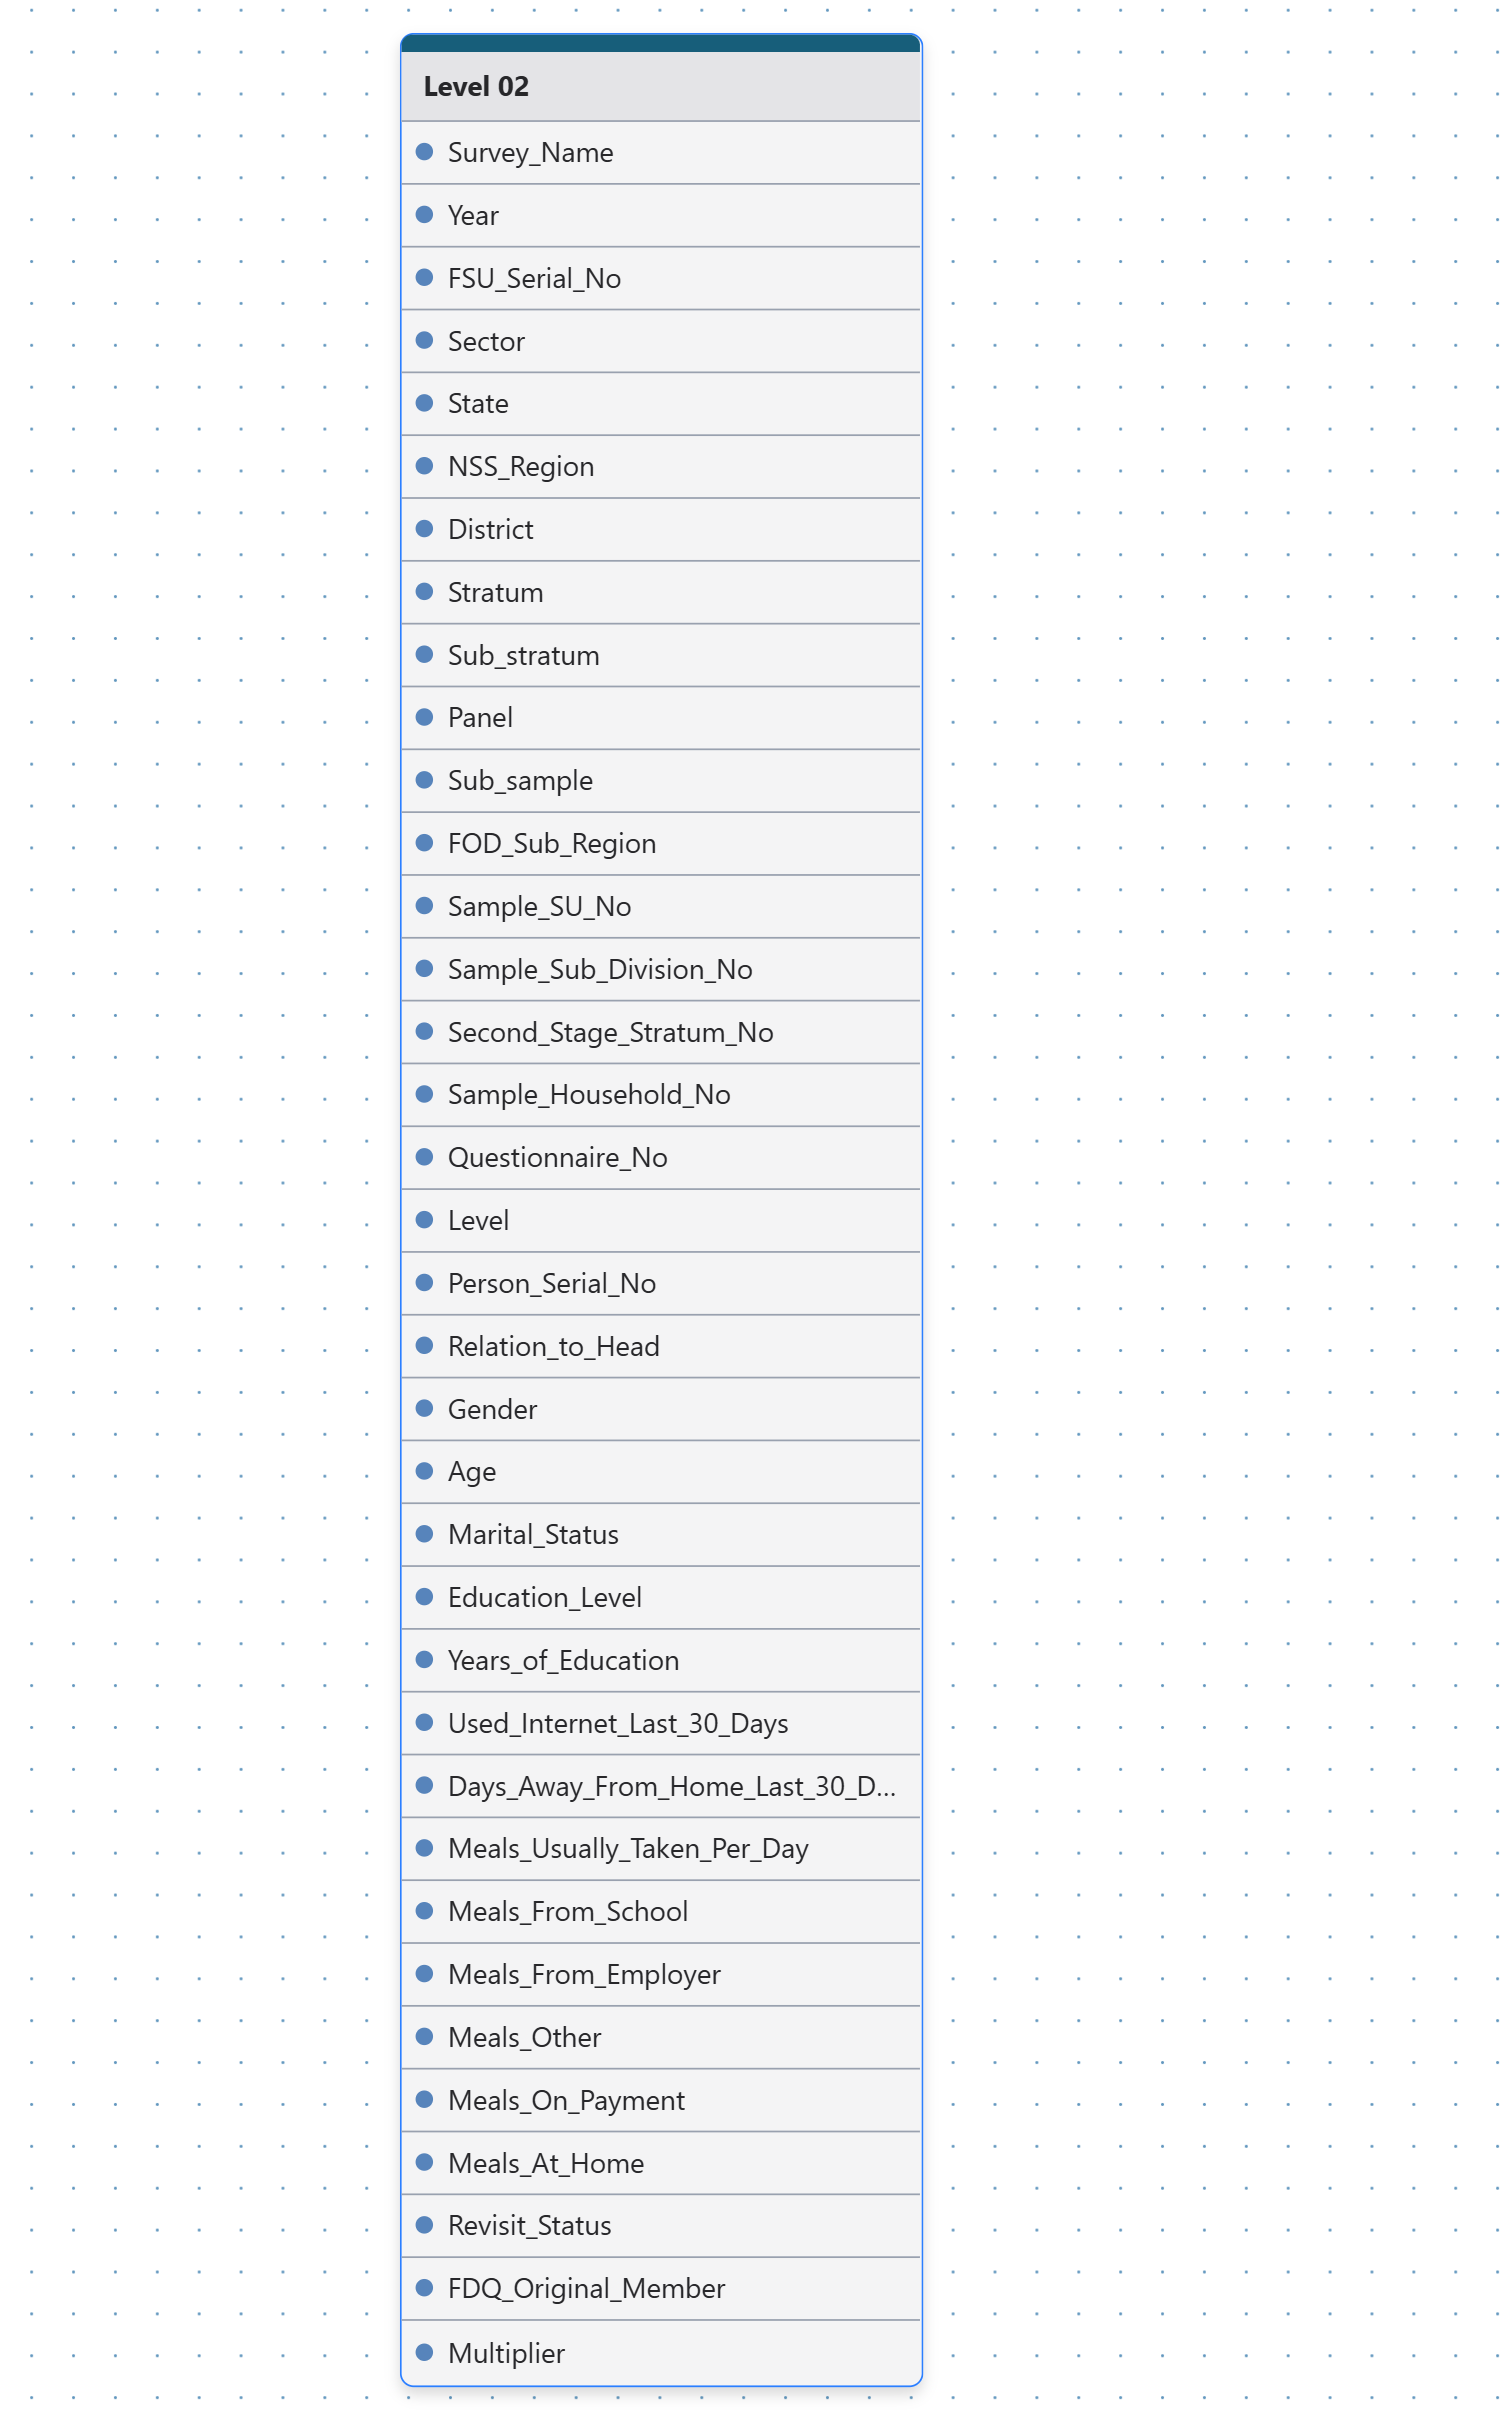 Level 02
Survey_Name
Year
FSU_Serial_No
Sector
State
NSS_Region
District
Stratum
Sub_stratum
Panel
Sub_sample
FOD_Sub_Region
Sample_SU_No
Sample_Sub_Division_No
Second_Stage_Stratum_No
Sample_Household_No
Questionnaire_No
Level
Person_Serial_No
Relation_to_Head
Gender
Age
Marital_Status
Education_Level
Years_of_Education
Used_Internet_Last_30_Days
Days_Away_From_Home_Last_30_D...
Meals_Usually_Taken_Per_Day
Meals_From_School
Meals_From_Employer
Meals_Other
Meals_On_Payment
Meals_At_Home
Revisit_Status
FDQ_Original_Member
Multiplier